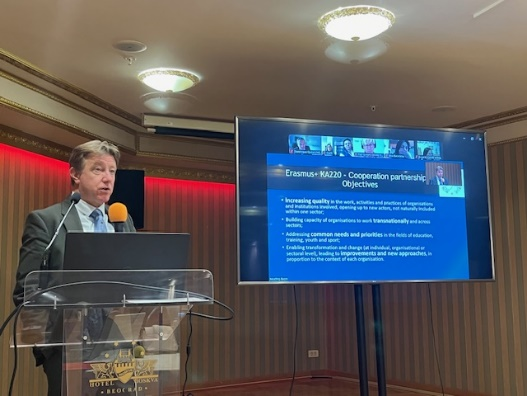 Erasmus+ KA220 - Cooperation partnership
Objectives
• Increasing quality in the work, activities and practices of organisations
and institutions involved, opening up to new actors, not naturally included
within one sector;
• Building capacity of organisations to work transnationally and across
sectors;
• Addressing common needs and priorities in the fields of education,
training, youth and sport;
• Enabling transformation and change (at individual, organisational or
sectoral level), leading to improvements and new approaches, in
proportion to the context of each organisation.
HOTEL MOSKVA
• BEOGRAD •